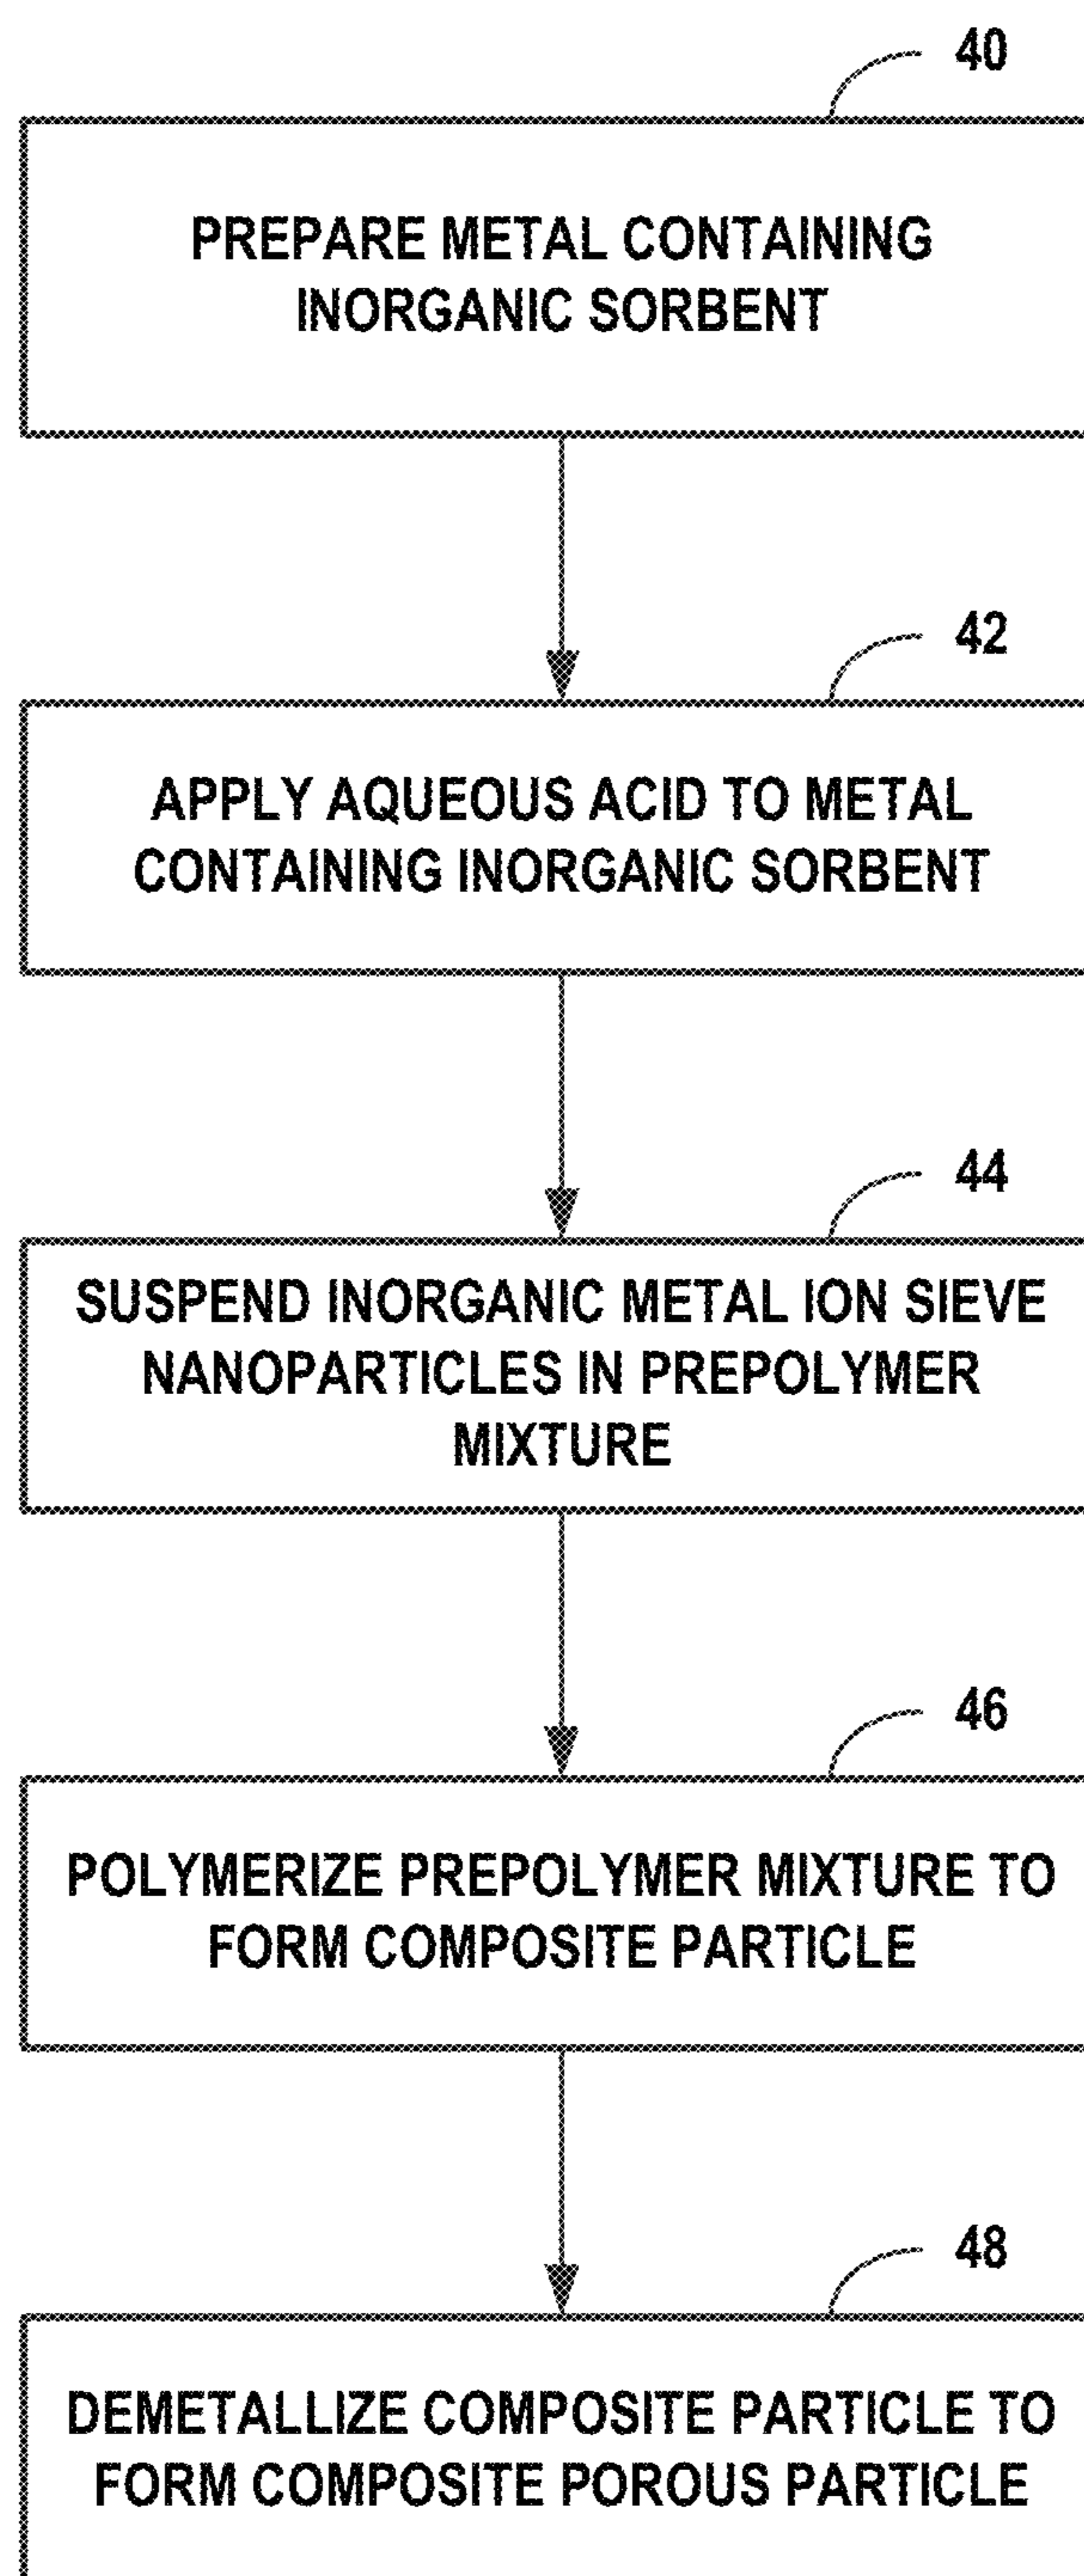 40
PREPARE METAL CONTAINING
INORGANIC SORBENT
42
APPLY AQUEOUS ACID TO METAL
CONTAINING INORGANIC SORBENT
44
SUSPEND INORGANIC METAL ION SIEVE
NANOPARTICLES IN PREPOLYMER
MIXTURE
46
POLYMERIZE PREPOLYMER MIXTURE TO
FORM COMPOSITE PARTICLE
48
DEMETALLIZE COMPOSITE PARTICLE TO
FORM COMPOSITE POROUS PARTICLE